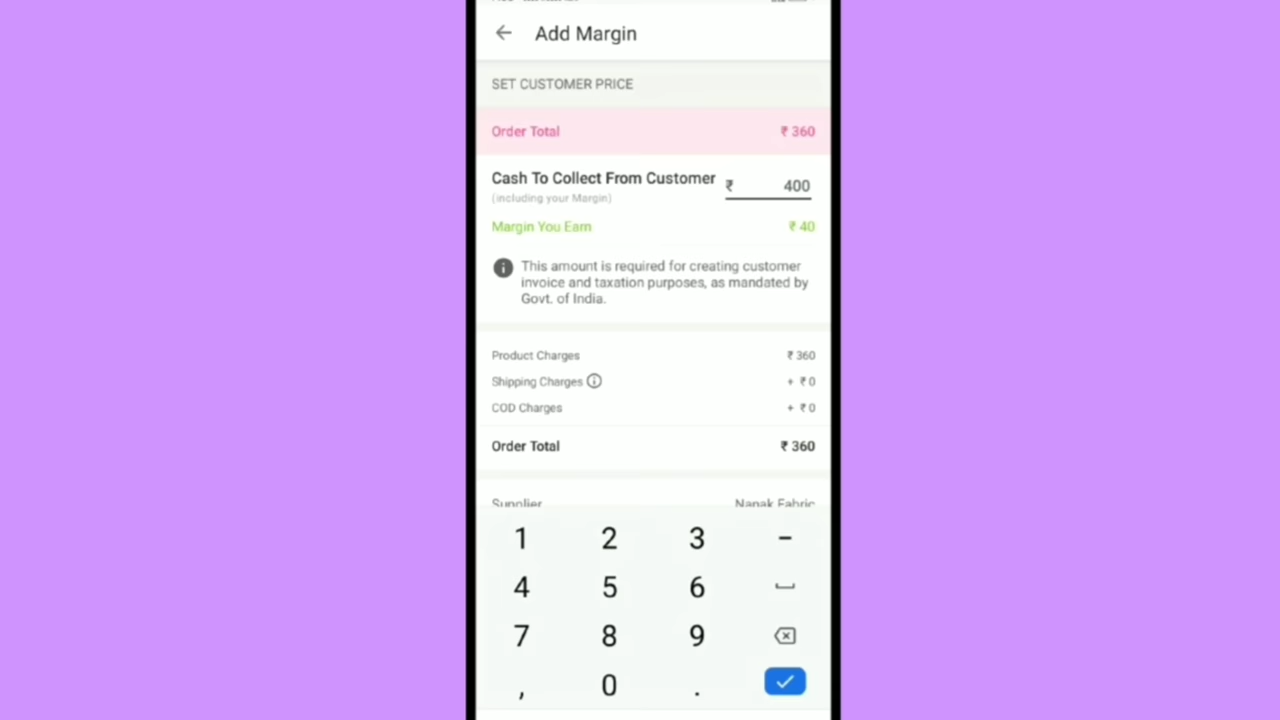 Add Margin
SET CUSTOMER PRICE
Order Total ₹ 360
Cash To Collect From Customer ₹ 400
(including your Margin)
Margin You Earn ₹ 40
This amount is required for creating customer
invoice and taxation purposes, as mandated by
Govt. of India.
Product Charges ₹ 360
Shipping Charges + ₹ 0
COD Charges + ₹ 0
Order Total ₹ 360
Supplier Nanak Fabric
1 2 3 -
4 5 6
7 8 9
, 0 .